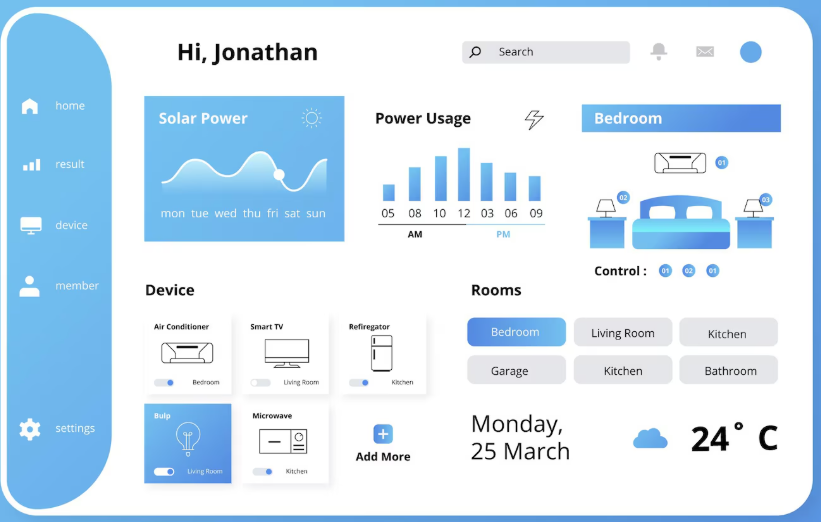 Hi, Jonathan
Search
home
result
device
member
settings
Solar Power
mon tue wed thu fri sat sun
Power Usage
05 08 10 12 03 06 09
AM PM
Bedroom
01
02
03
Control : 01 02 01
Device
Air Conditioner
Bedroom
Smart TV
Living Room
Refiregator
Kitchen
Bulp
Living Room
Microwave
Kitchen
Add More
Rooms
Bedroom Living Room Kitchen
Garage Kitchen Bathroom
Monday,
25 March
24° C